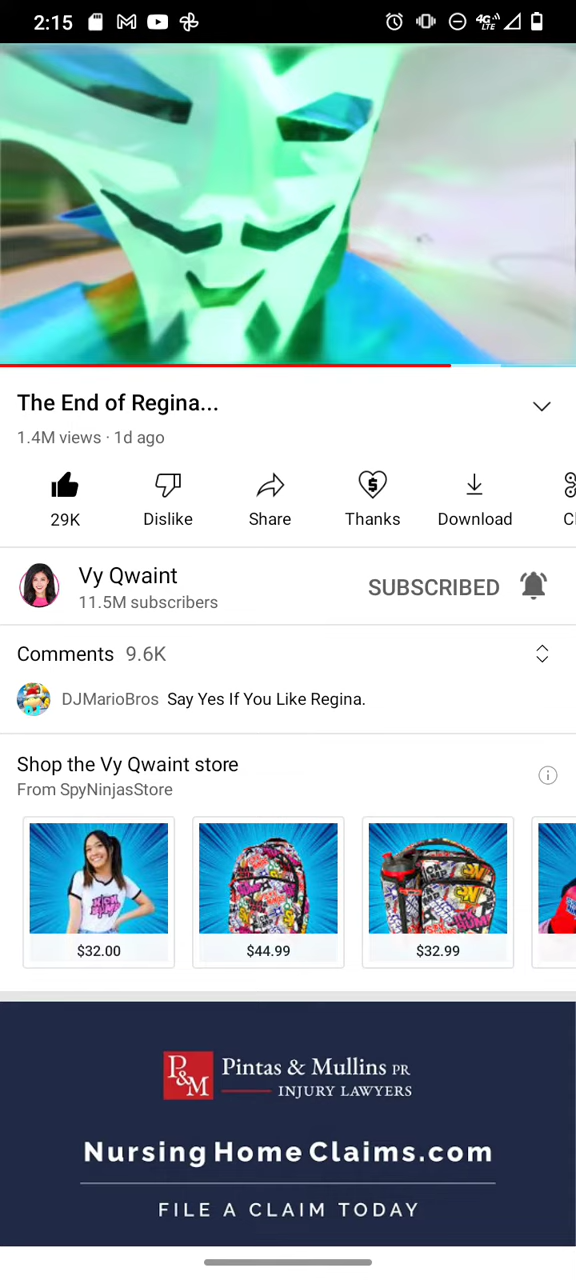 2:15
4G
LTE
The End of Regina...
1.4M views · 1d ago
29K
Dislike
Share
Thanks
Download
Vy Qwaint
11.5M subscribers
SUBSCRIBED
Comments 9.6K
DJMarioBros Say Yes If You Like Regina.
Shop the Vy Qwaint store
From SpyNinjasStore
$32.00
$44.99
$32.99
P&M
Pintas & Mullins PR
INJURY LAWYERS
NursingHomeClaims.com
FILE A CLAIM TODAY